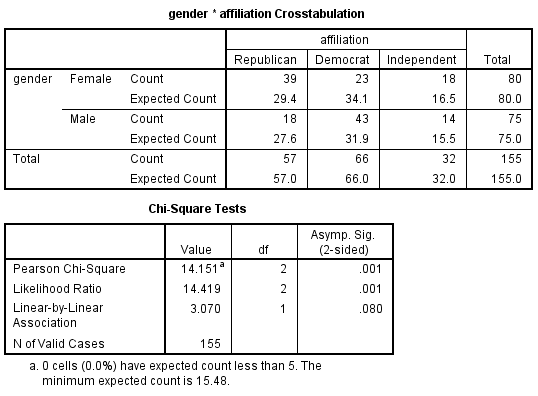 gender * affiliation Crosstabulation
affiliation
Republican Democrat Independent Total
gender Female Count 39 23 18 80
Expected Count 29.4 34.1 16.5 80.0
Male Count 18 43 14 75
Expected Count 27.6 31.9 15.5 75.0
Total Count 57 66 32 155
Expected Count 57.0 66.0 32.0 155.0
Chi-Square Tests
Value df Asymp. Sig. (2-sided)
Pearson Chi-Square 14.151a 2 .001
Likelihood Ratio 14.419 2 .001
Linear-by-Linear Association 3.070 1 .080
N of Valid Cases 155
a. 0 cells (0.0%) have expected count less than 5. The
minimum expected count is 15.48.